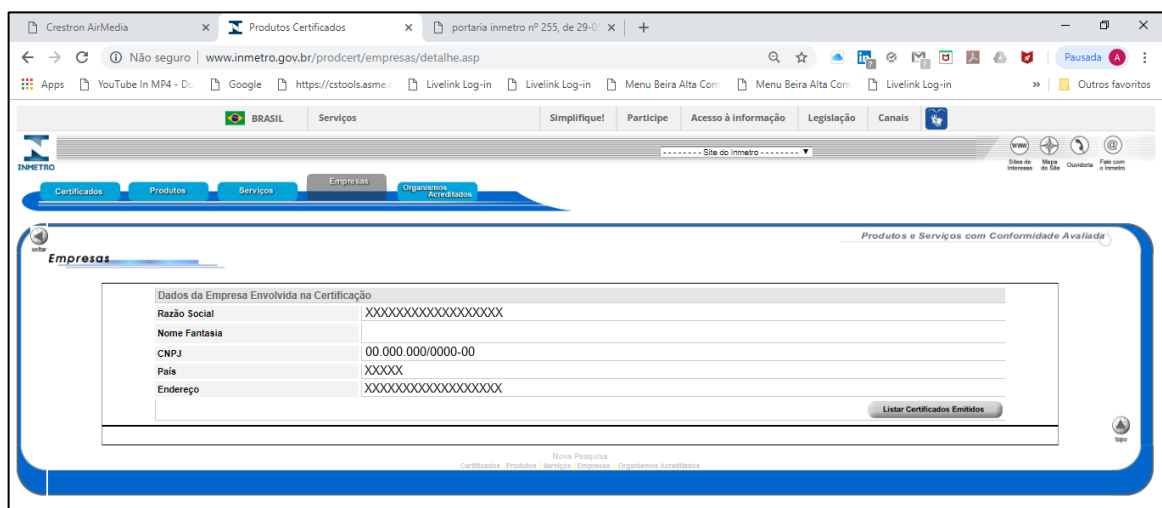 Crestron AirMedia
Produtos Certificados
portaria inmetro nº 255, de 29-0
Não seguro | www.inmetro.gov.br/prodcert/empresas/detalhe.asp
Pausada A
Apps YouTube In MP4 - Do Google https://cstools.asme.c Livelink Log-in Livelink Log-in Menu Beira Alta Com Menu Beira Alta Com Livelink Log-in » Outros favoritos
BRASIL Serviços Simplifique! Participe Acesso à informação Legislação Canais
INMETRO
- - - - - - - - Site do Inmetro - - - - - - - -
www
@
Sites de Interesse
Mapa do Site
Ouvidoria
Fale com o Inmetro
Certificados Produtos Serviços Empresas Organismos Acreditados
voltar
Produtos e Serviços com Conformidade Avaliada
Empresas
Dados da Empresa Envolvida na Certificação
Razão Social XXXXXXXXXXXXXXXXXX
Nome Fantasia
CNPJ 00.000.000/0000-00
País XXXXX
Endereço XXXXXXXXXXXXXXXXXX
Listar Certificados Emitidos
topo
Nova Pesquisa
Certificados |Produtos |Serviços |Empresas |Organismos Acreditados